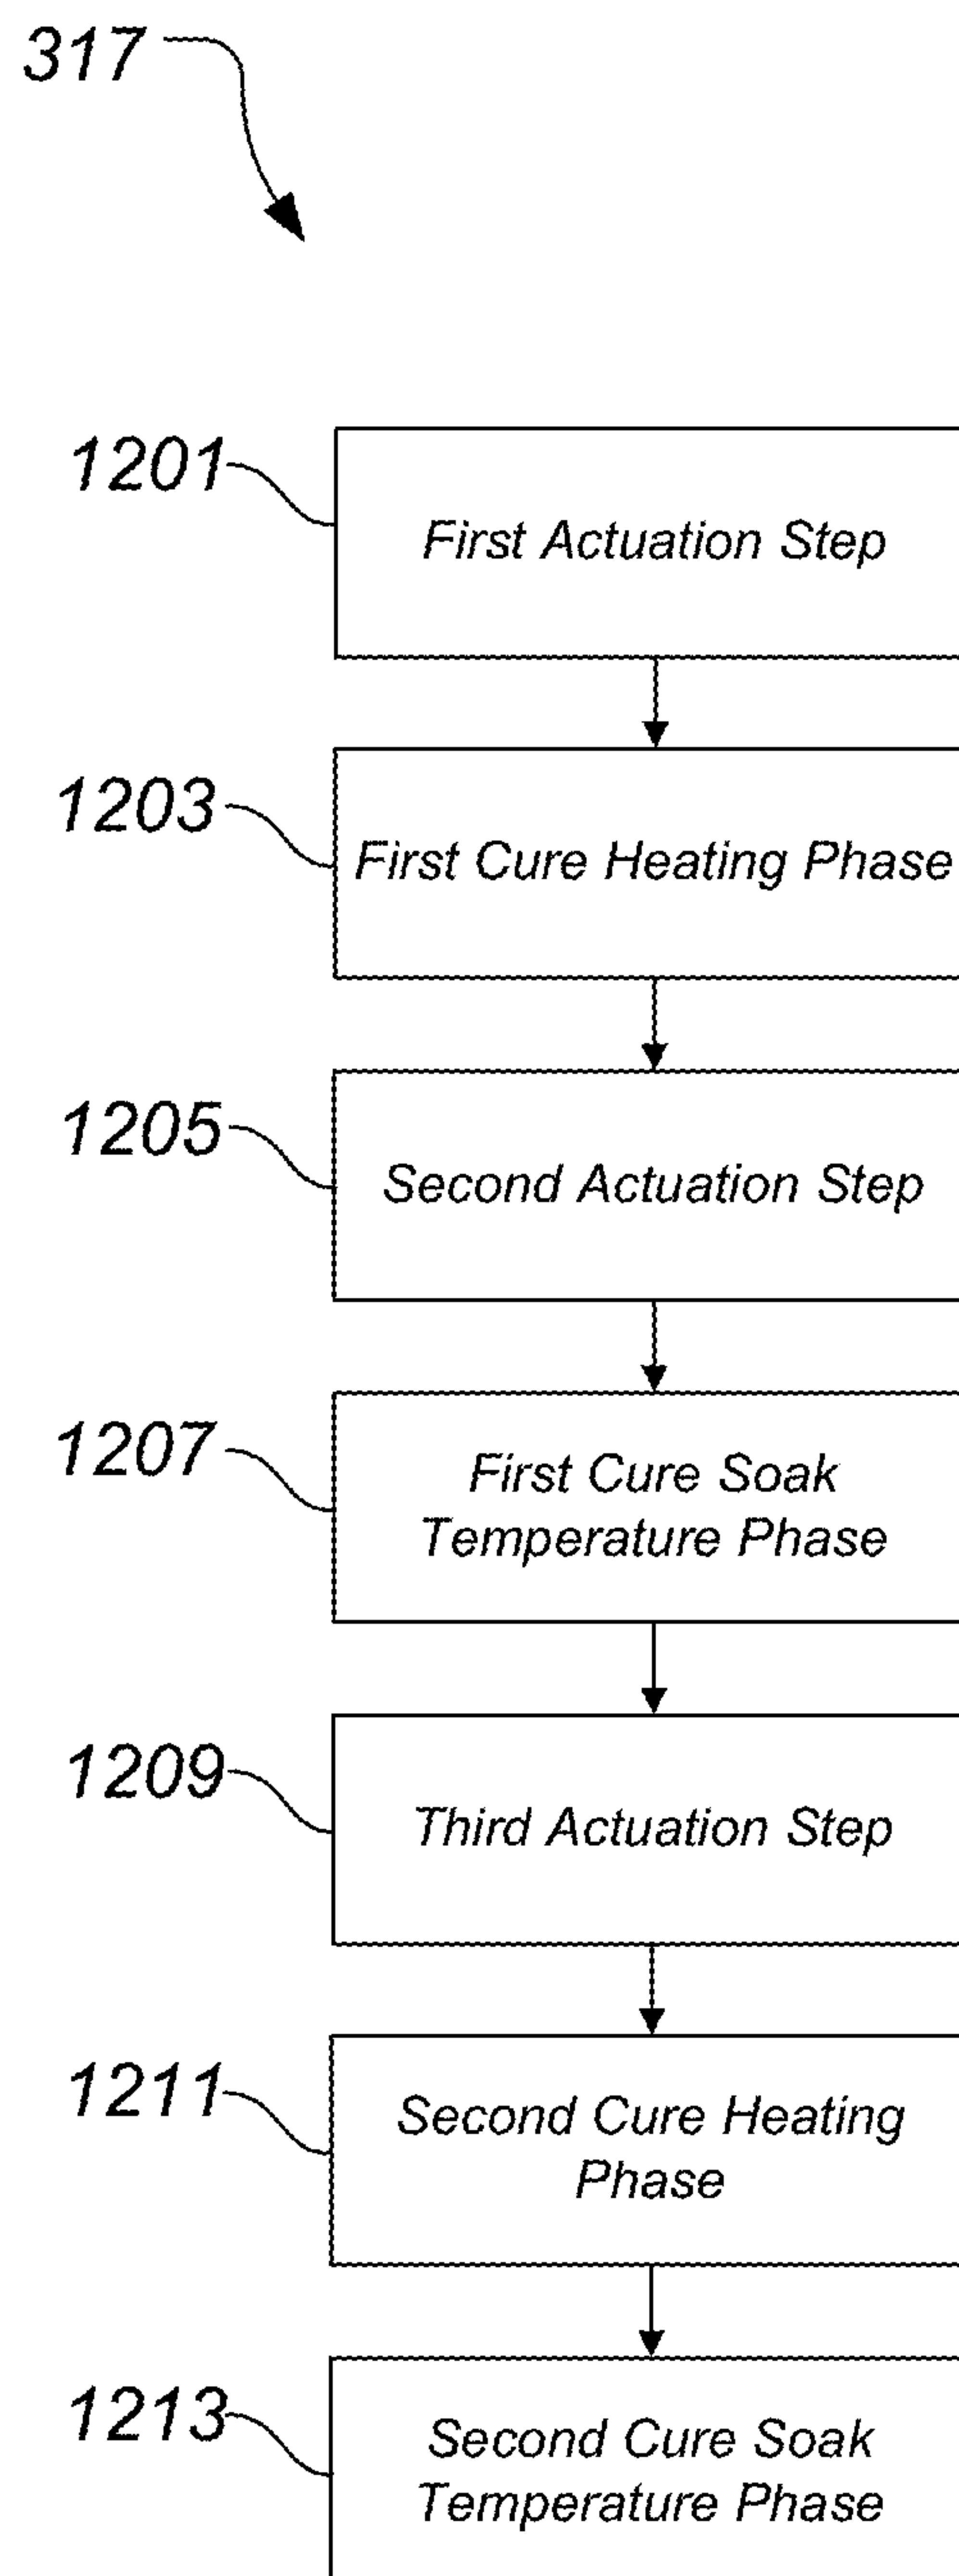 317
1201
First Actuation Step
1203
First Cure Heating Phase
1205
Second Actuation Step
1207
First Cure Soak
Temperature Phase
1209
Third Actuation Step
1211
Second Cure Heating
Phase
1213
Second Cure Soak
Temperature Phase